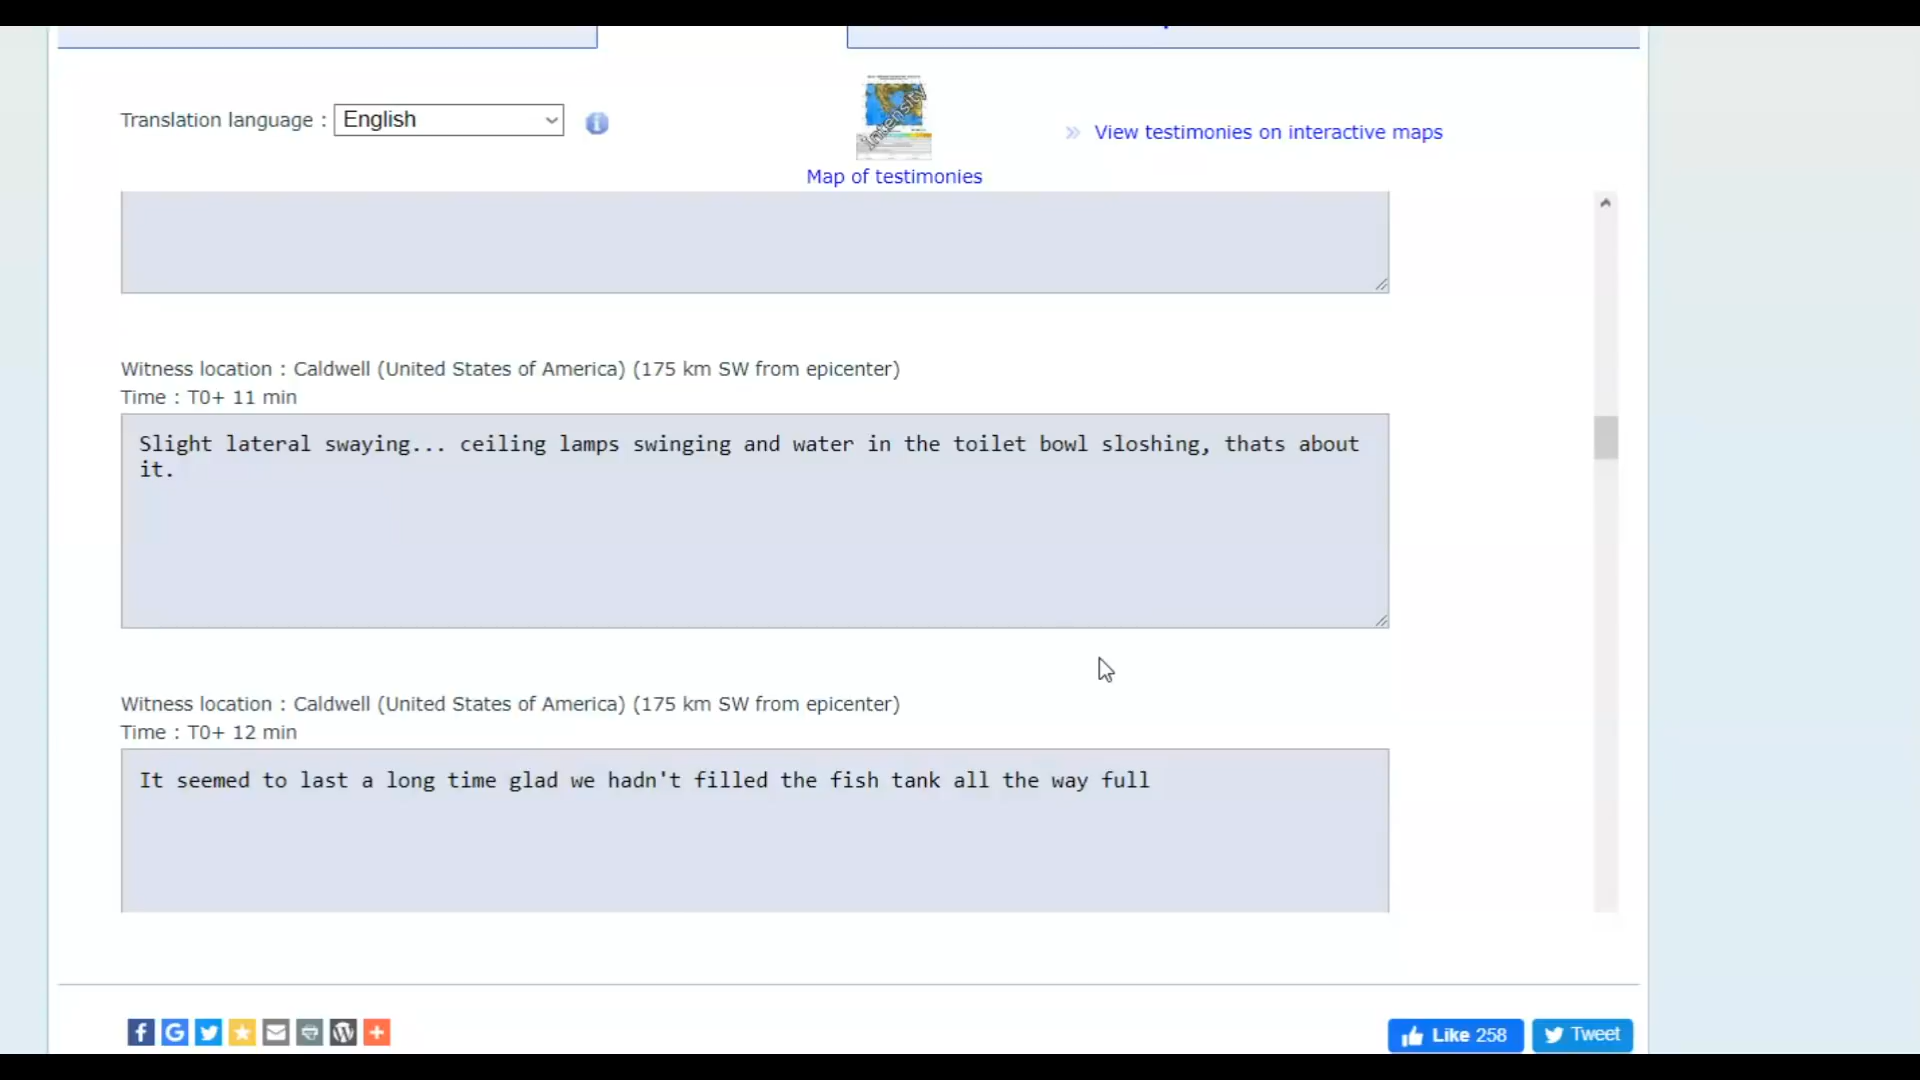 Translation language : English
intensity
View testimonies on interactive maps
Map of testimonies
Witness location : Caldwell (United States of America) (175 km SW from epicenter)
Time : T0+ 11 min
Slight lateral swaying... ceiling lamps swinging and water in the toilet bowl sloshing, thats about
it.
Witness location : Caldwell (United States of America) (175 km SW from epicenter)
Time : T0+ 12 min
It seemed to last a long time glad we hadn't filled the fish tank all the way full
Like 258
Tweet